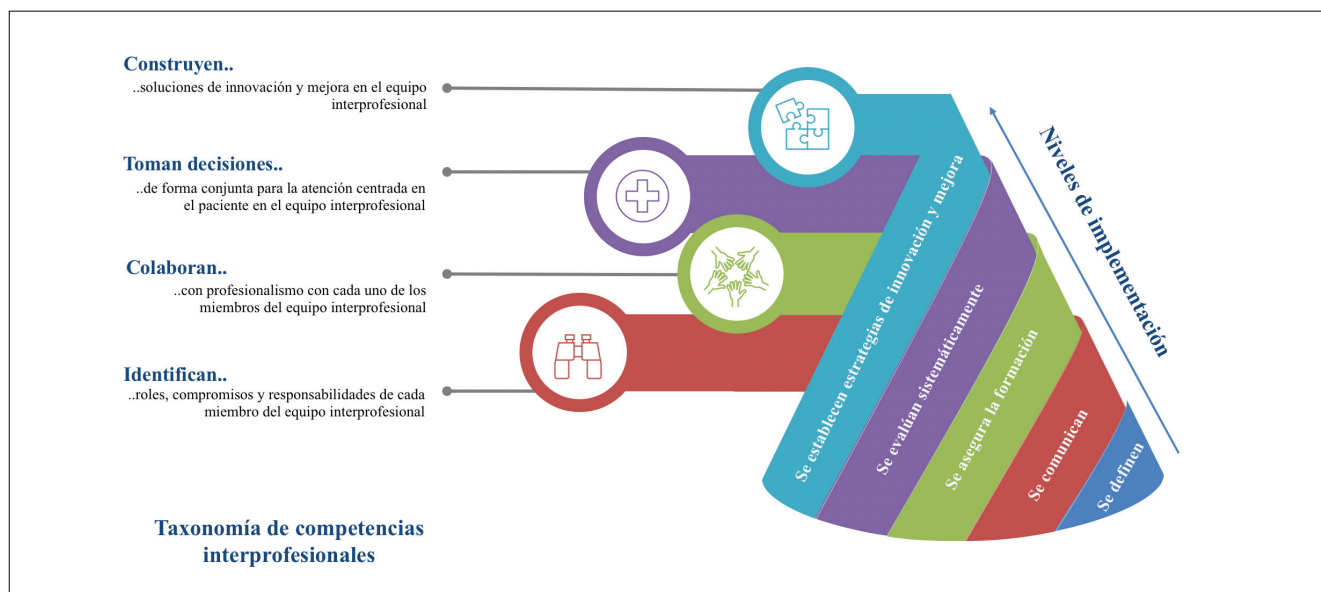 Construyen..
..soluciones de innovación y mejora en el equipo
interprofesional
Toman decisiones..
..de forma conjunta para la atención centrada en
el paciente en el equipo interprofesional
Colaboran..
..con profesionalismo con cada uno de los
miembros del equipo interprofesional
Identifican..
..roles, compromisos y responsabilidades de cada
miembro del equipo interprofesional
Taxonomía de competencias
interprofesionales
Se establecen estrategias de innovación y mejora
Se evalúan sistemáticamente
Se asegura la formación
Se comunican
Se definen
Niveles de implementación